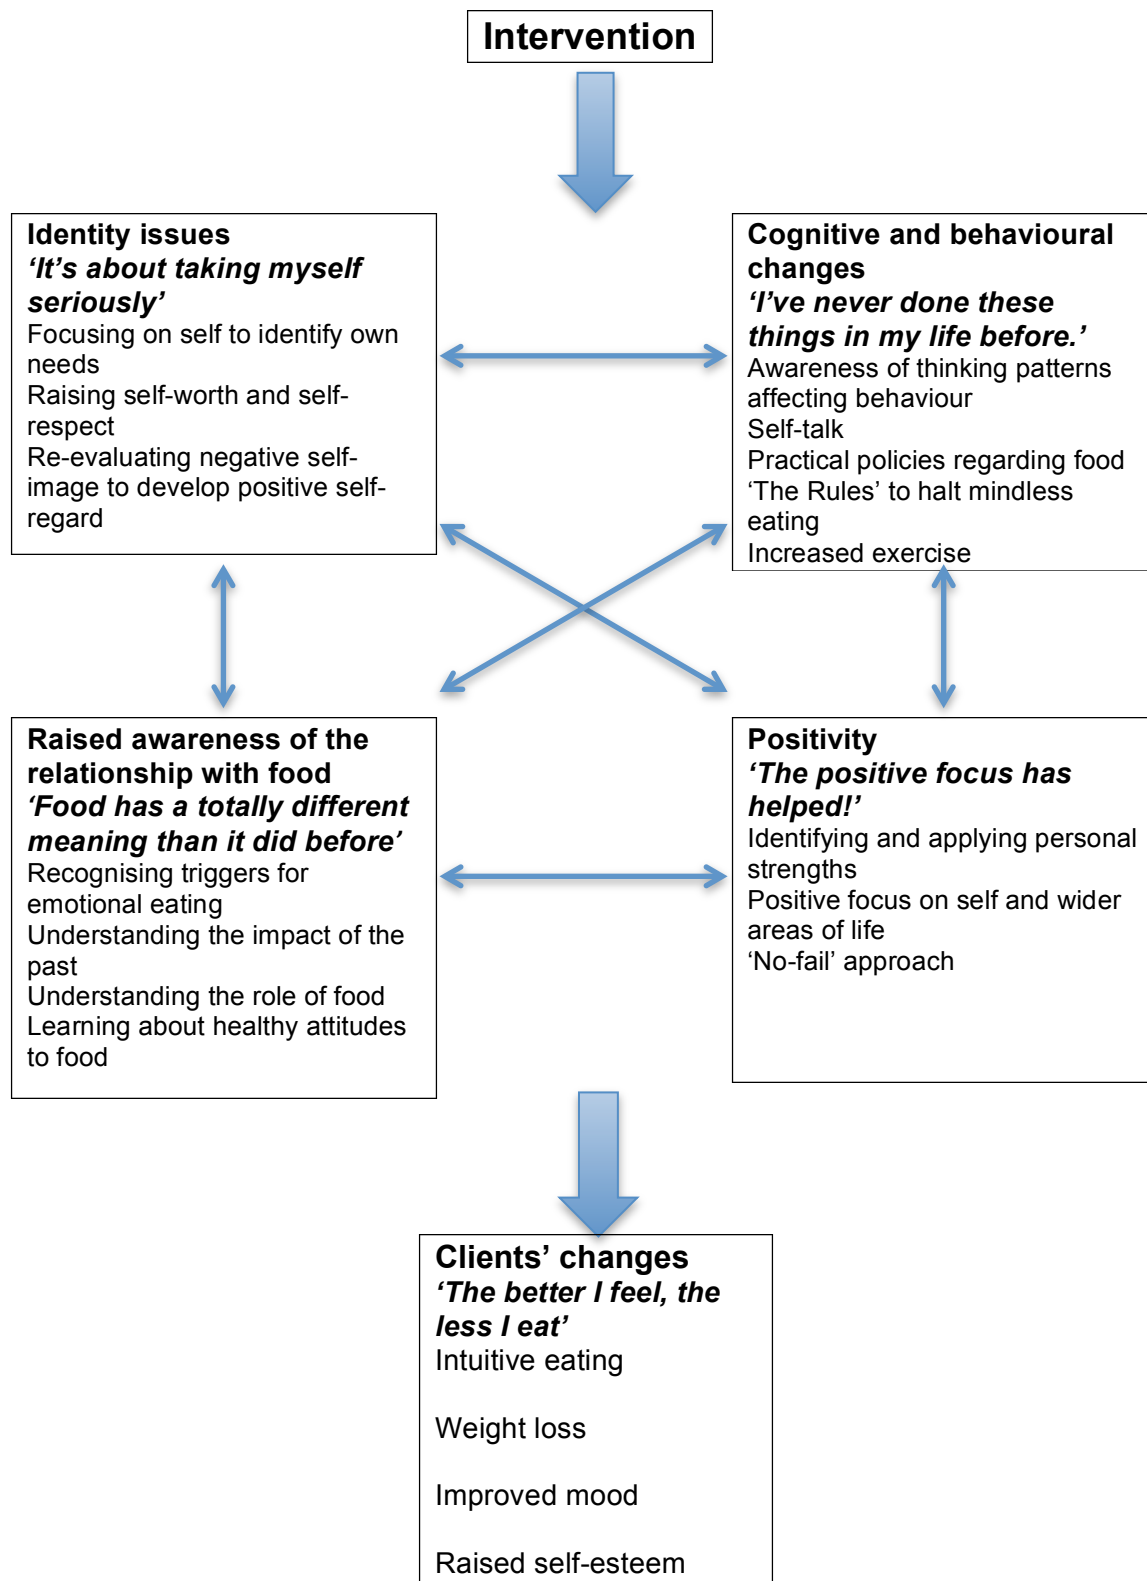 Intervention
Identity issues
‘It’s about taking myself
seriously’
Focusing on self to identify own
needs
Raising self-worth and self-
respect
Re-evaluating negative self-
image to develop positive self-
regard
Cognitive and behavioural
changes
‘I’ve never done these
things in my life before.’
Awareness of thinking patterns
affecting behaviour
Self-talk
Practical policies regarding food
‘The Rules’ to halt mindless
eating
Increased exercise
Raised awareness of the
relationship with food
‘Food has a totally different
meaning than it did before’
Recognising triggers for
emotional eating
Understanding the impact of the
past
Understanding the role of food
Learning about healthy attitudes
to food
Positivity
‘The positive focus has
helped!’
Identifying and applying personal
strengths
Positive focus on self and wider
areas of life
‘No-fail’ approach
Clients’ changes
‘The better I feel, the
less I eat’
Intuitive eating
Weight loss
Improved mood
Raised self-esteem